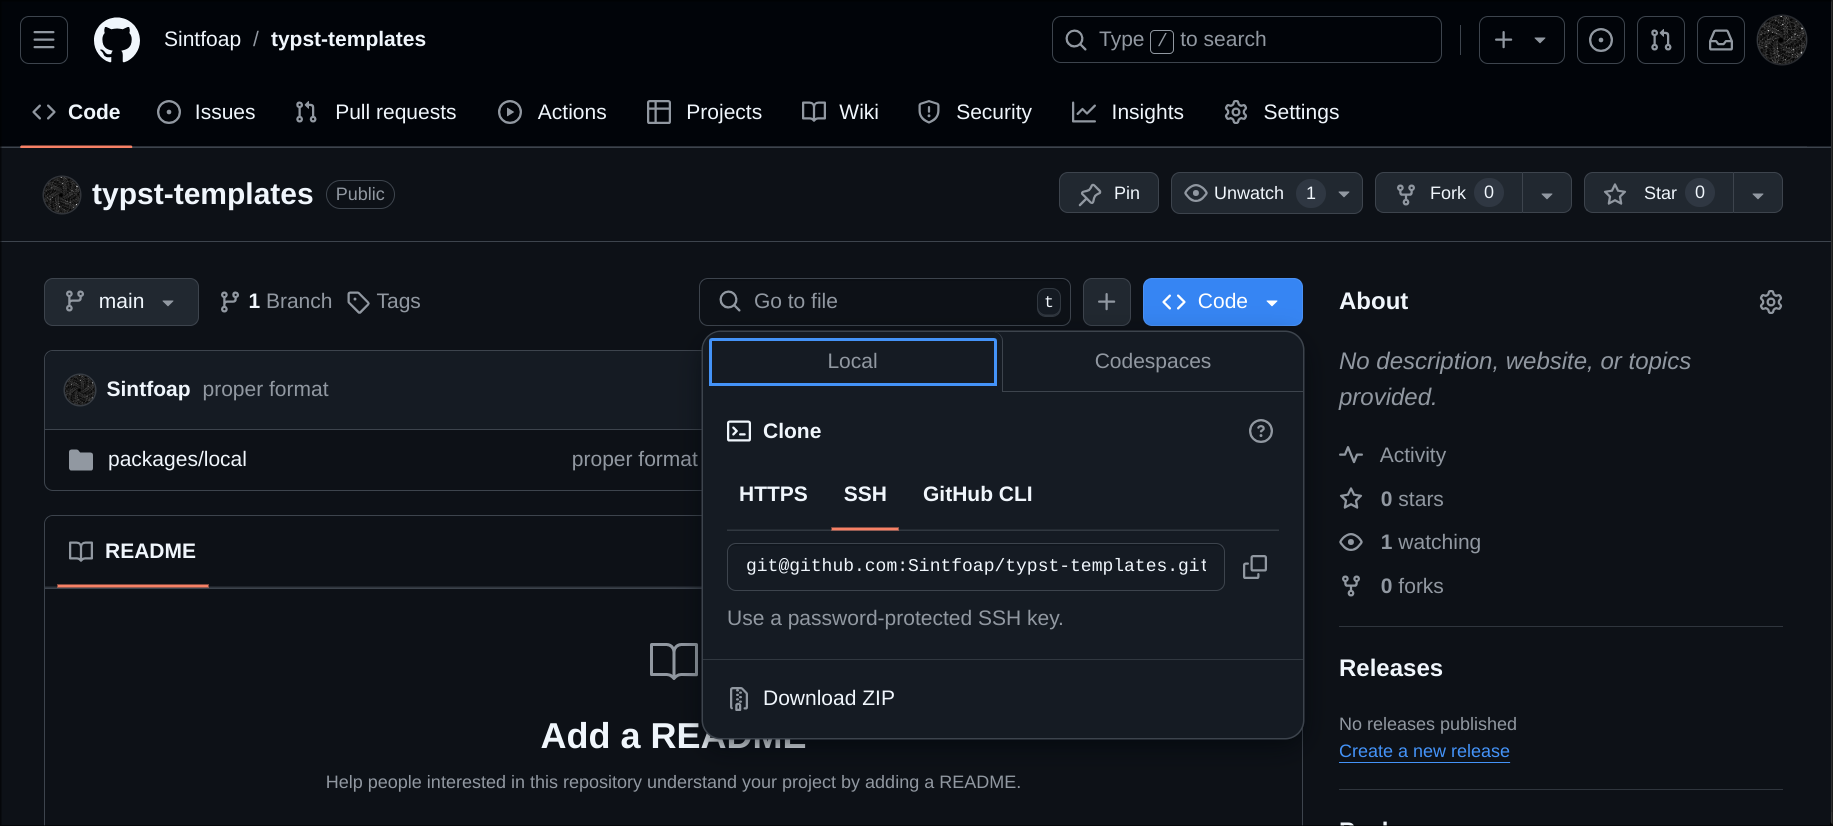 Sintfoap / typst-templates
Type / to search
Code Issues Pull requests Actions Projects Wiki Security Insights Settings
typst-templates Public
Pin Unwatch 1 Fork 0 Star 0
main 1 Branch Tags
Go to file t
Code
Local Codespaces
Clone
HTTPS SSH GitHub CLI
git@github.com:Sintfoap/typst-templates.git
Use a password-protected SSH key.
Download ZIP
Sintfoap proper format
packages/local proper format
README
Add a README
Help people interested in this repository understand your project by adding a README.
About
No description, website, or topics
provided.
Activity
0 stars
1 watching
0 forks
Releases
No releases published
Create a new release